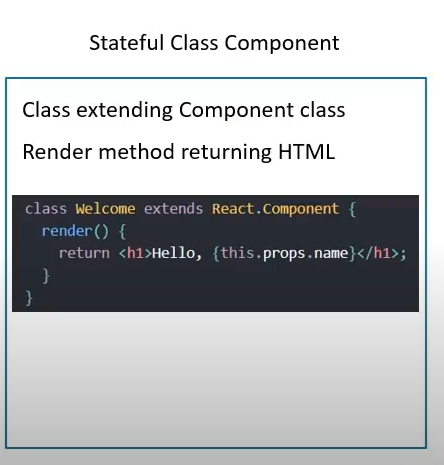 Stateful Class Component
Class extending Component class
Render method returning HTML
class Welcome extends React.Component {
  render() {
    return <h1>Hello, {this.props.name}</h1>;
  }
}